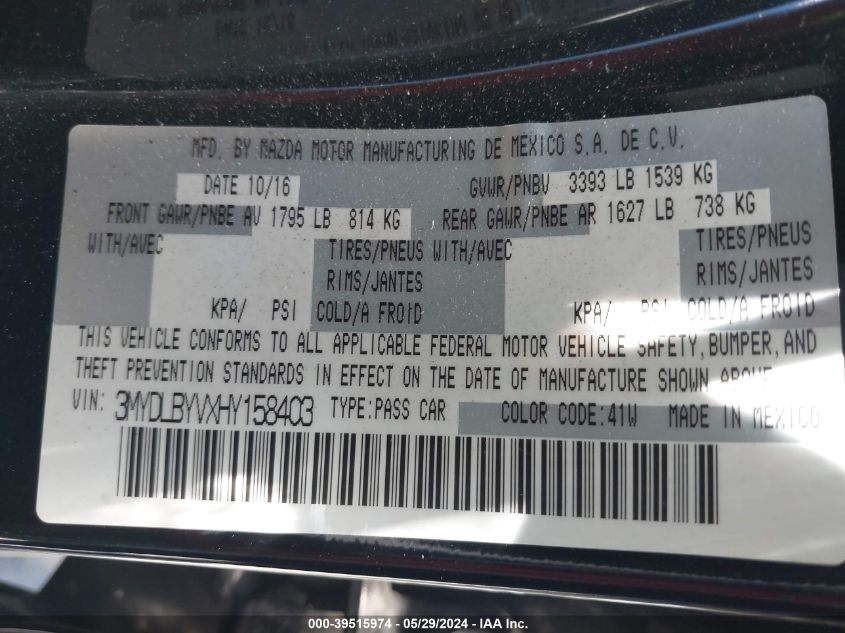 MFD. BY MAZDA MOTOR MANUFACTURING DE MEXICO S.A. DE C.V.
DATE 10/16 GVWR/PNBV 3393 LB 1539 KG
FRONT GAWR/PNBE AV 1795 LB 814 KG REAR GAWR/PNBE AR 1627 LB 738 KG
WITH/AVEC TIRES/PNEUS WITH/AVEC TIRES/PNEUS
RIMS/JANTES RIMS/JANTES
KPA/ PSI COLD/A FROID KPA/ PSI COLD/A FROID
THIS VEHICLE CONFORMS TO ALL APPLICABLE FEDERAL MOTOR VEHICLE SAFETY, BUMPER, AND
THEFT PREVENTION STANDARDS IN EFFECT ON THE DATE OF MANUFACTURE SHOWN ABOVE.
VIN: 3MYDLBYVXHY158403 TYPE:PASS CAR COLOR CODE:41W MADE IN MEXICO
000-39515974 - 05/29/2024 - IAA Inc.